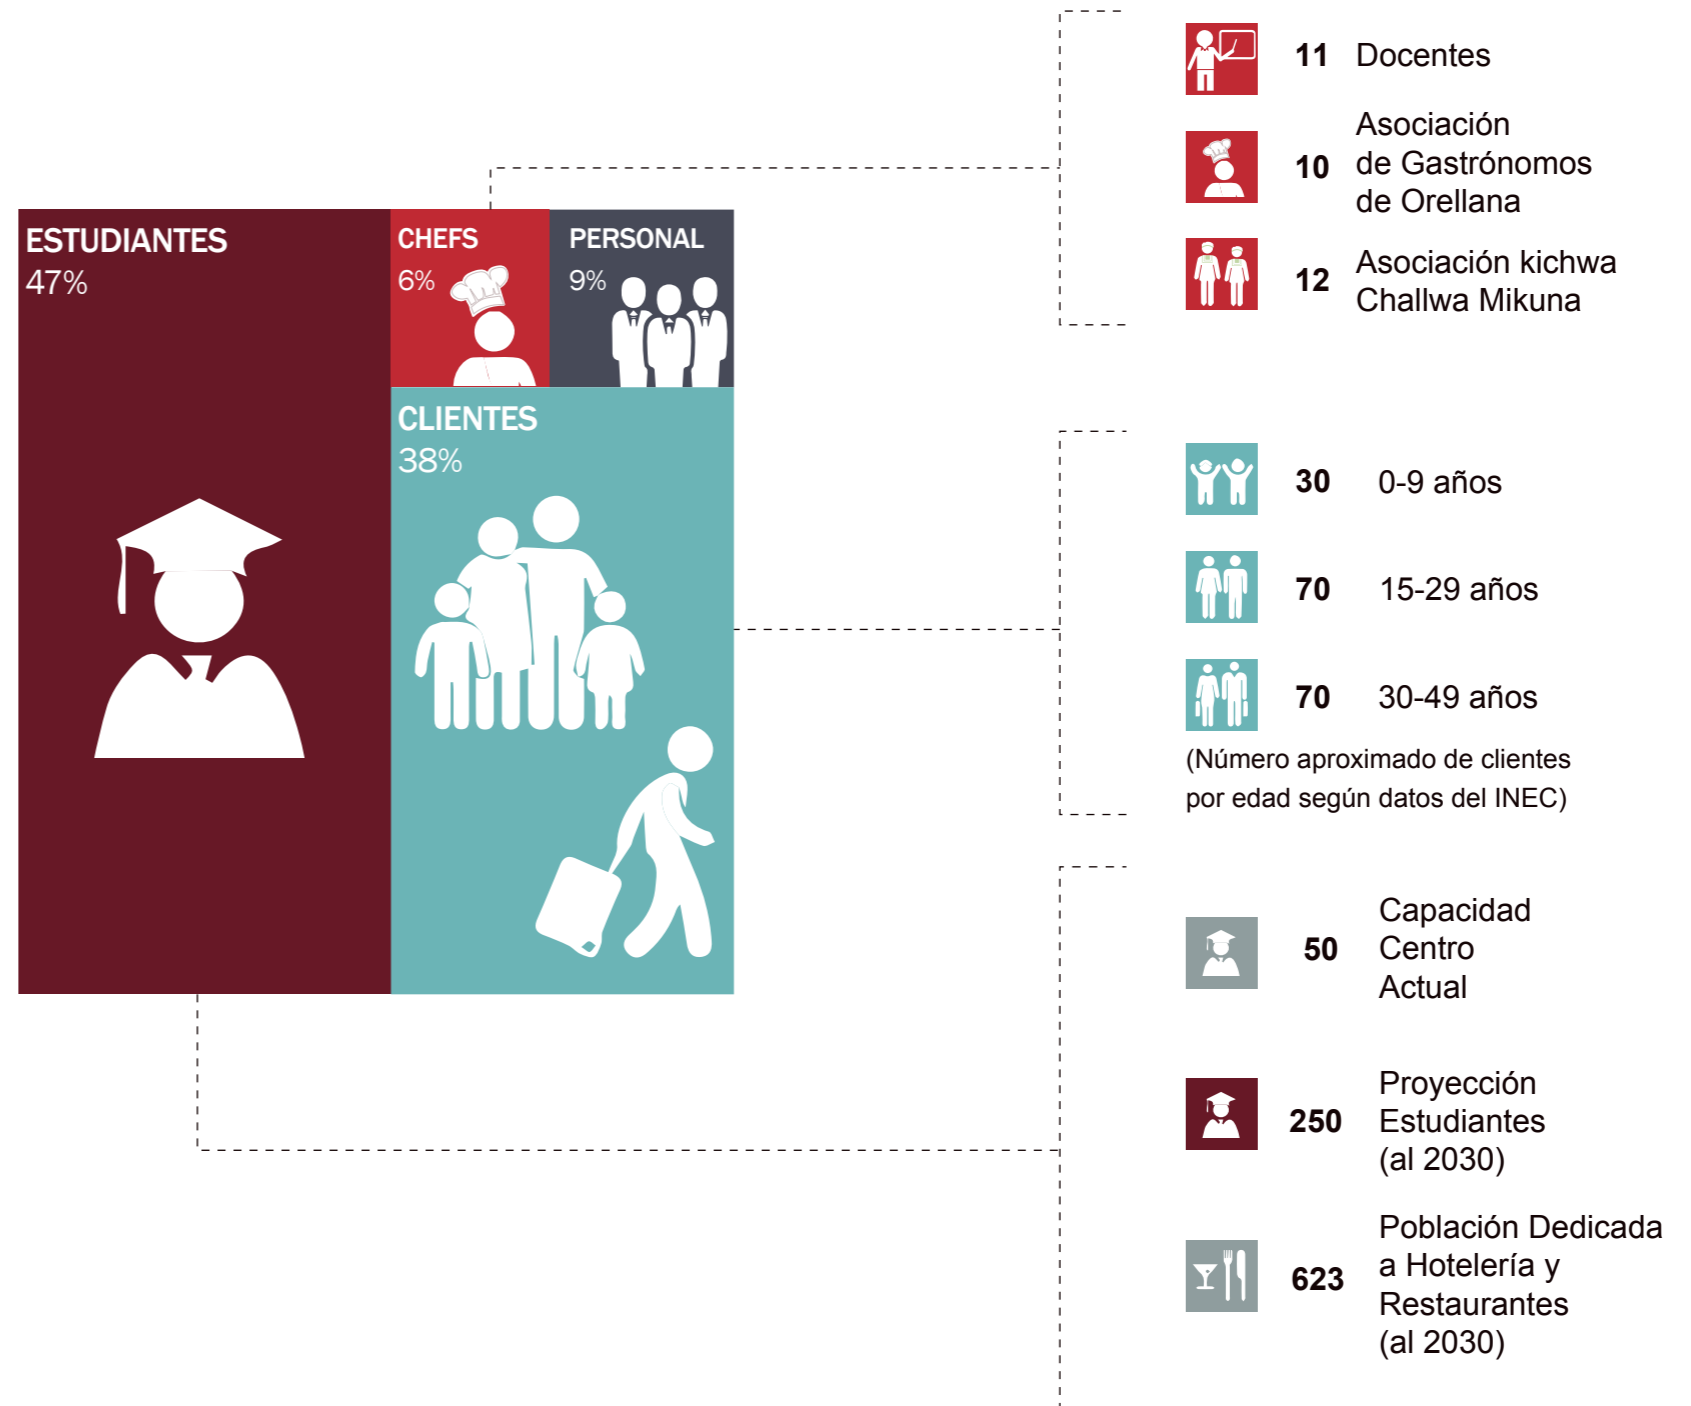 ESTUDIANTES
47%
CHEFS
6%
PERSONAL
9%
CLIENTES
38%
11 Docentes
Asociación
10 de Gastrónomos
de Orellana
12 Asociación kichwa
Challwa Mikuna
30 0-9 años
70 15-29 años
70 30-49 años
(Número aproximado de clientes
por edad según datos del INEC)
Capacidad
50 Centro
Actual
Proyección
250 Estudiantes
(al 2030)
Población Dedicada
623 a Hotelería y
Restaurantes
(al 2030)